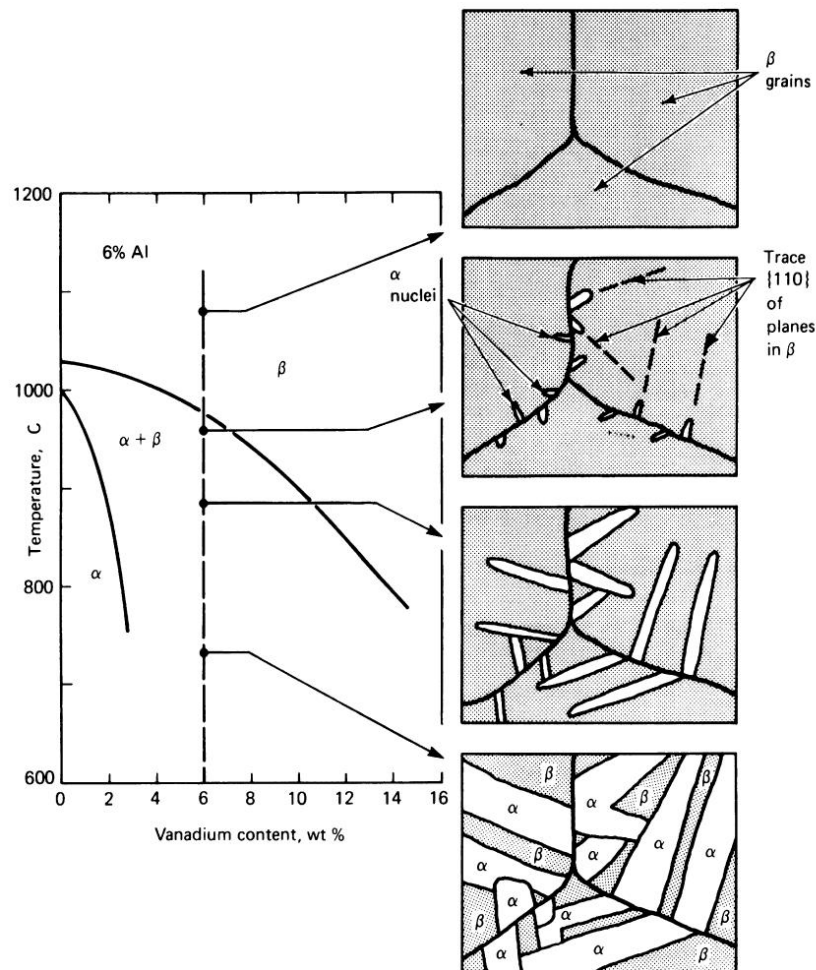 β
grains
1200
6% Al
α
nuclei
Trace
{110}
of
planes
in β
β
1000
α + β
Temperature, C
α
800
600
0 2 4 6 8 10 12 14 16
Vanadium content, wt %
β
α
β
β
α
α
α
β
α
α
α
β
α
α
β
α
β